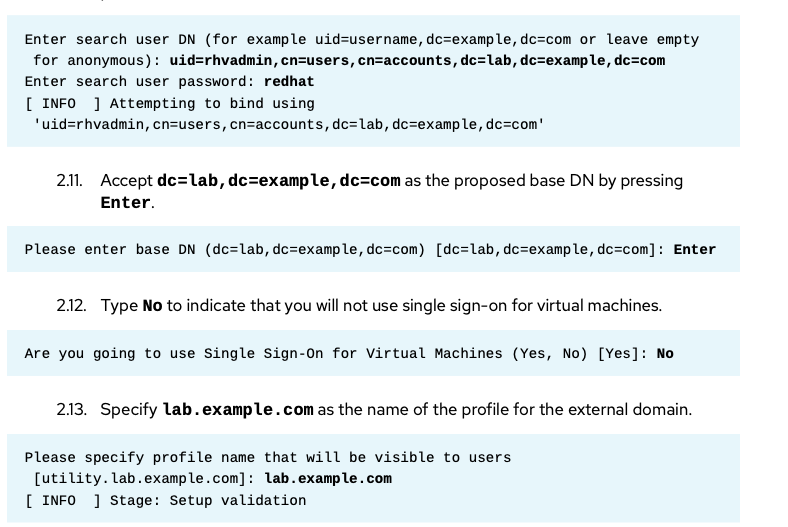 Enter search user DN (for example uid=username,dc=example,dc=com or leave empty
for anonymous): uid=rhvadmin,cn=users,cn=accounts,dc=lab,dc=example,dc=com
Enter search user password: redhat
[ INFO  ] Attempting to bind using
'uid=rhvadmin,cn=users,cn=accounts,dc=lab,dc=example,dc=com'
2.11. Accept dc=lab,dc=example,dc=com as the proposed base DN by pressing
Enter.
Please enter base DN (dc=lab,dc=example,dc=com) [dc=lab,dc=example,dc=com]: Enter
2.12. Type No to indicate that you will not use single sign-on for virtual machines.
Are you going to use Single Sign-On for Virtual Machines (Yes, No) [Yes]: No
2.13. Specify lab.example.com as the name of the profile for the external domain.
Please specify profile name that will be visible to users
[utility.lab.example.com]: lab.example.com
[ INFO  ] Stage: Setup validation